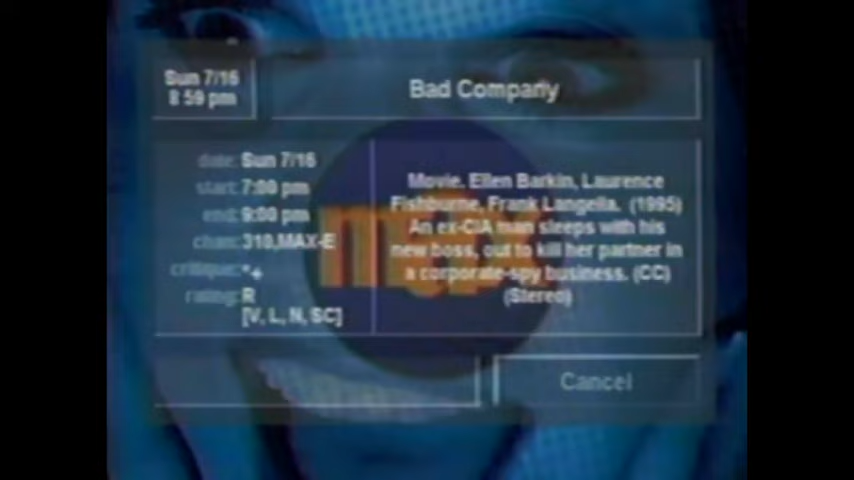 Sun 7/16
8 59 pm
Bad Company
date: Sun 7/16
start: 7:00 pm
end: 9:00 pm
chan: 310,MAX-E
critique: *+
rating: R
[V, L, N, SC]
Movie. Ellen Barkin, Laurence
Fishburne, Frank Langella. (1995)
An ex-CIA man sleeps with his
new boss, out to kill her partner in
a corporate-spy business. (CC)
(Stereo)
Cancel